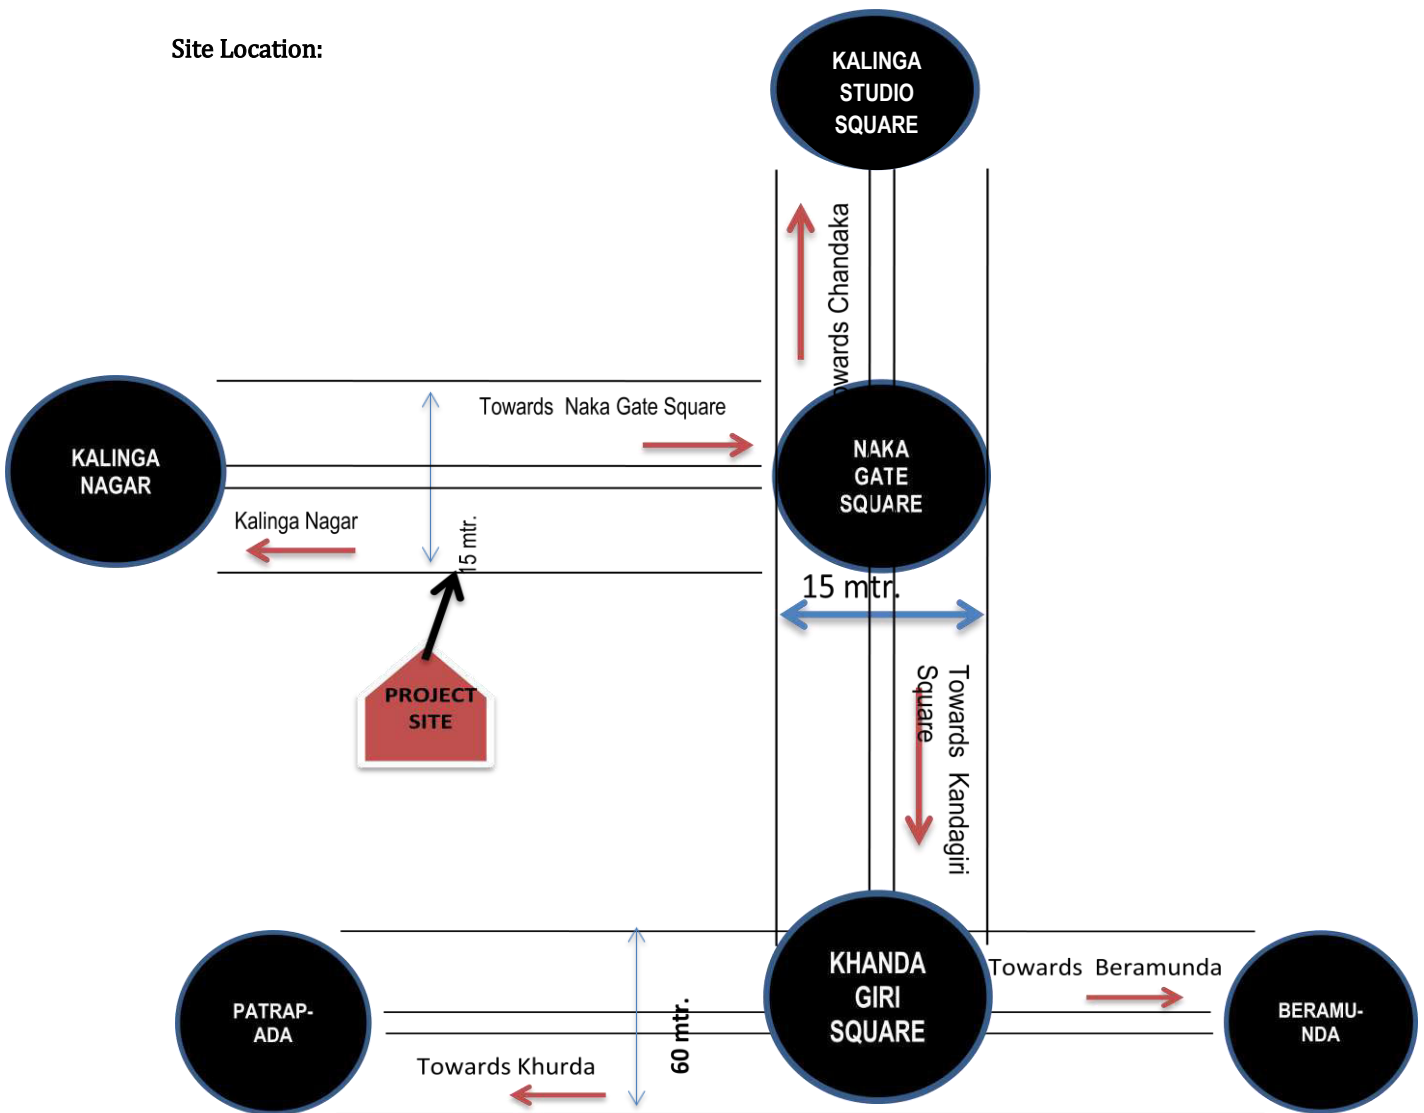 Site Location:
KALINGA
STUDIO
SQUARE
owards Chandaka
Towards Naka Gate Square
KALINGA
NAGAR
NAKA
GATE
SQUARE
Kalinga Nagar
15 mtr.
15 mtr.
PROJECT
SITE
Towards Kandagiri
Square
KHANDA
GIRI
SQUARE
Towards Beramunda
PATRAP-
ADA
60 mtr.
BERAMU-
NDA
Towards Khurda